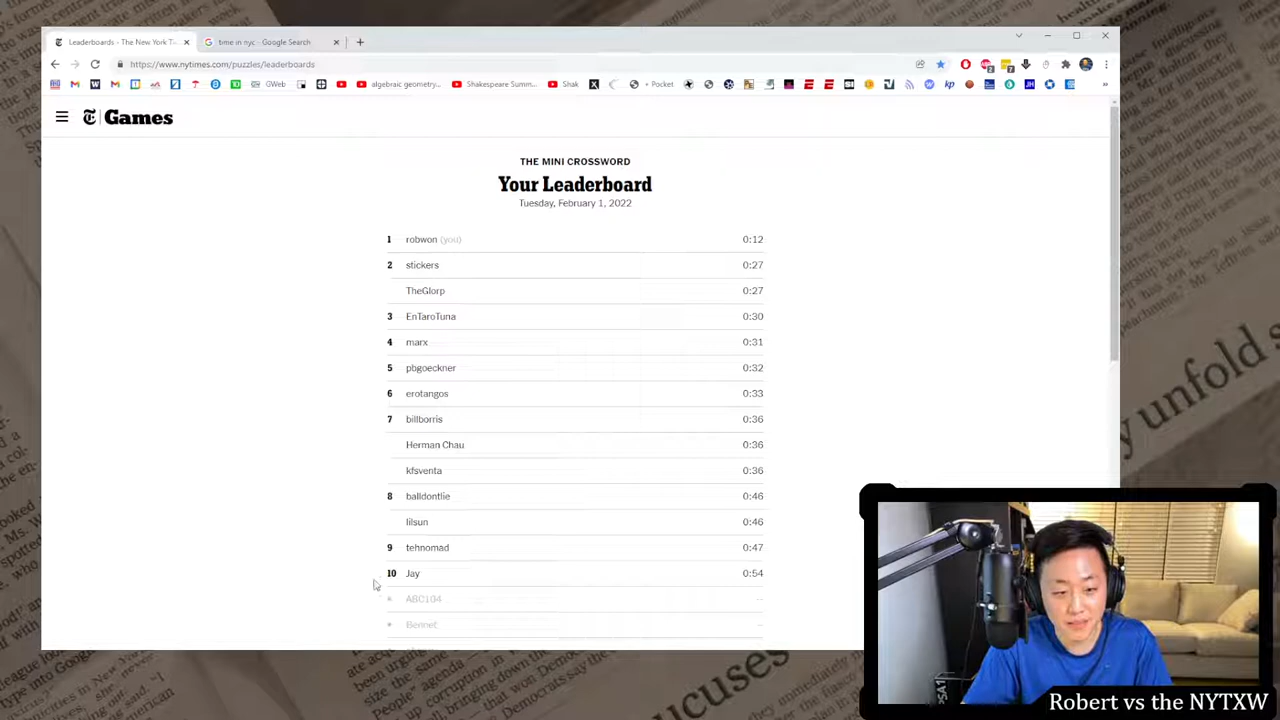 Leaderboards - The New York Ti
time in nyc - Google Search
https://www.nytimes.com/puzzles/leaderboards
GWeb
algebraic geometry...
Shakespeare Summ...
Shak
+ Pocket
Games
THE MINI CROSSWORD
Your Leaderboard
Tuesday, February 1, 2022
1 robwon (you) 0:12
2 stickers 0:27
TheGlorp 0:27
3 EnTaroTuna 0:30
4 marx 0:31
5 pbgoeckner 0:32
6 erotangos 0:33
7 billborris 0:36
Herman Chau 0:36
kfsventa 0:36
8 balldontlie 0:46
lilsun 0:46
9 tehnomad 0:47
10 Jay 0:54
ABC104 --
Bennet --
y unfold s
ucuses
Robert vs the NYTXW